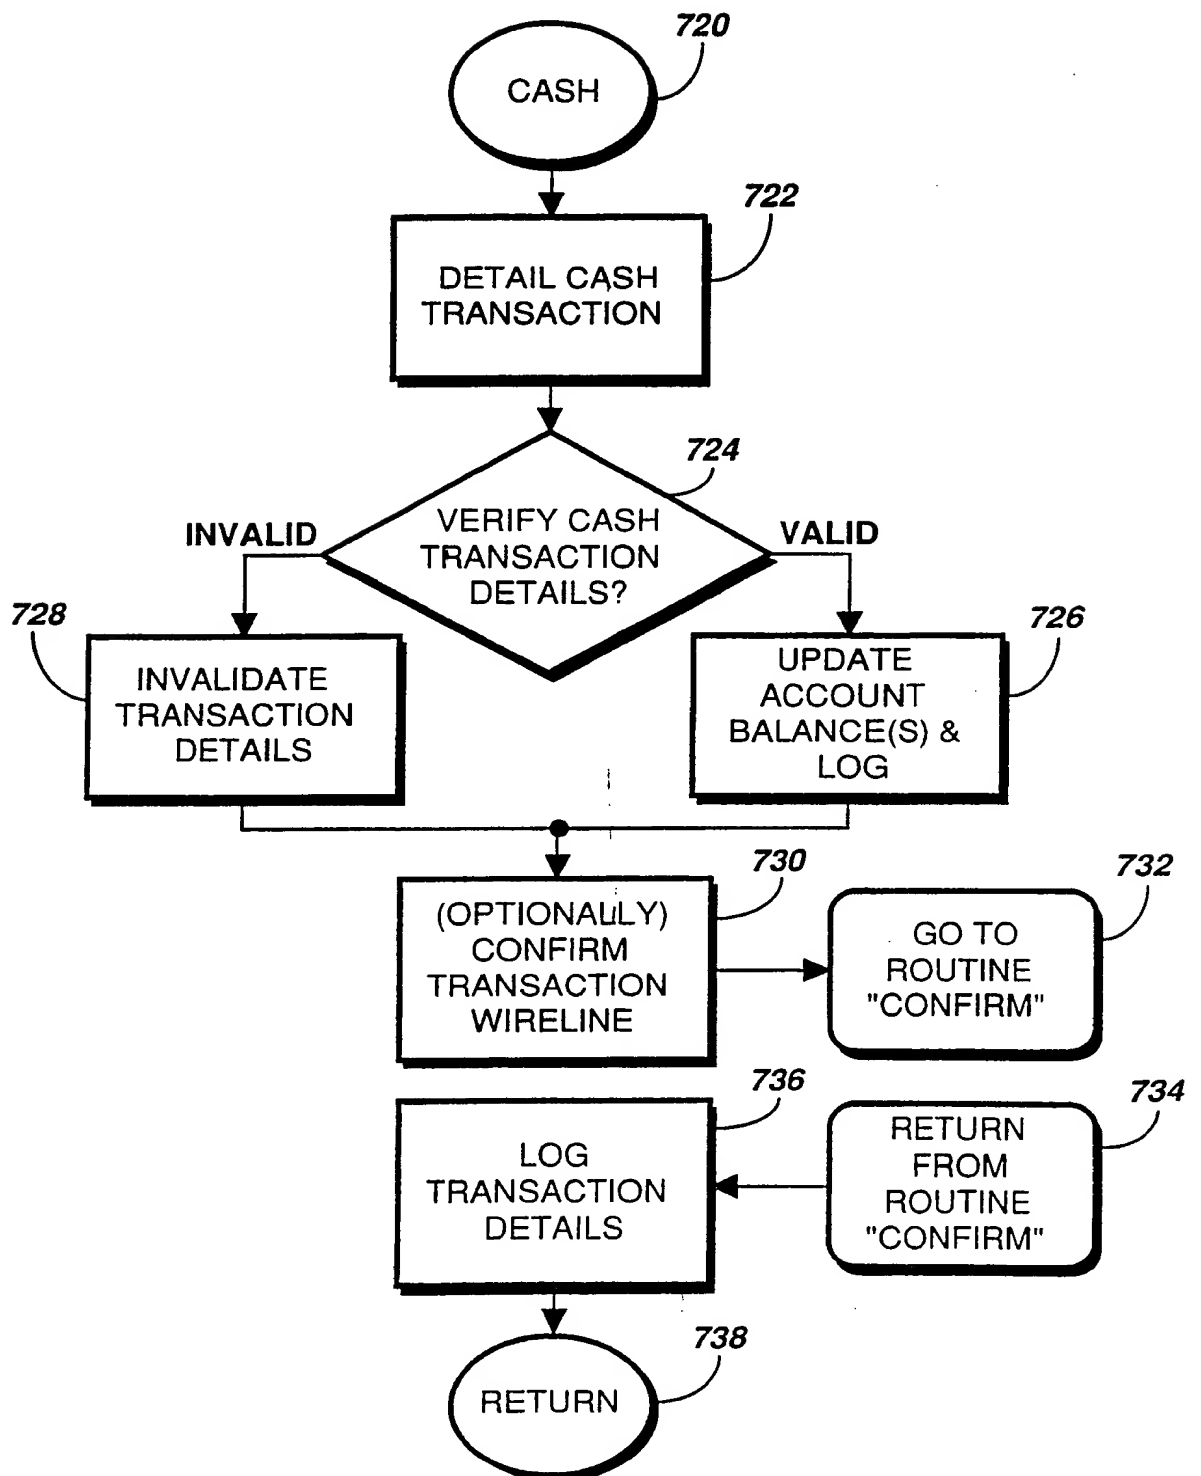 720
CASH
722
DETAIL CASH
TRANSACTION
724
INVALID
VERIFY CASH
TRANSACTION
DETAILS?
VALID
728
INVALIDATE
TRANSACTION
DETAILS
726
UPDATE
ACCOUNT
BALANCE(S) &
LOG
730
(OPTIONALLY)
CONFIRM
TRANSACTION
WIRELINE
732
GO TO
ROUTINE
"CONFIRM"
736
LOG
TRANSACTION
DETAILS
734
RETURN
FROM
ROUTINE
"CONFIRM"
738
RETURN